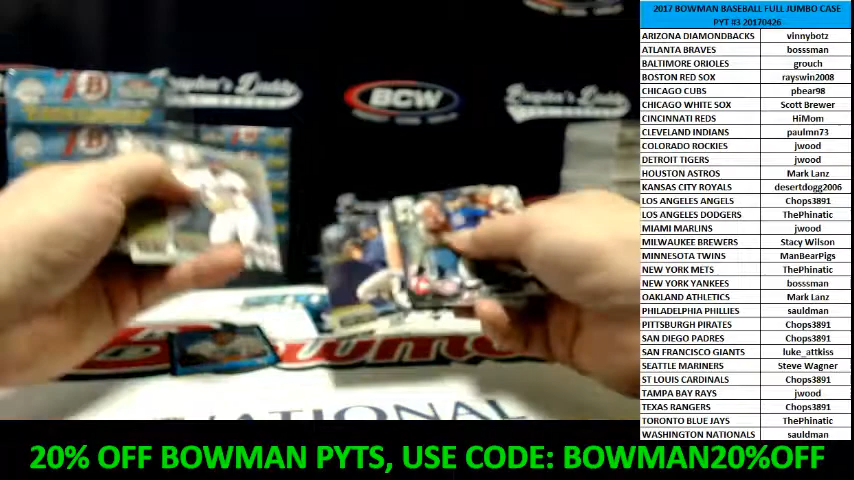 2017 BOWMAN BASEBALL FULL JUMBO CASE
PYT #3 20170426
ARIZONA DIAMONDBACKS vinnybotz
ATLANTA BRAVES bosssman
BALTIMORE ORIOLES grouch
BOSTON RED SOX rayswin2008
CHICAGO CUBS pbear98
CHICAGO WHITE SOX Scott Brewer
CINCINNATI REDS HiMom
CLEVELAND INDIANS paulmn73
COLORADO ROCKIES jwood
DETROIT TIGERS jwood
HOUSTON ASTROS Mark Lanz
KANSAS CITY ROYALS desertdogg2006
LOS ANGELES ANGELS Chops3891
LOS ANGELES DODGERS ThePhinatic
MIAMI MARLINS jwood
MILWAUKEE BREWERS Stacy Wilson
MINNESOTA TWINS ManBearPigs
NEW YORK METS ThePhinatic
NEW YORK YANKEES bosssman
OAKLAND ATHLETICS Mark Lanz
PHILADELPHIA PHILLIES sauldman
PITTSBURGH PIRATES Chops3891
SAN DIEGO PADRES Chops3891
SAN FRANCISCO GIANTS luke_attkiss
SEATTLE MARINERS Steve Wagner
ST LOUIS CARDINALS Chops3891
TAMPA BAY RAYS jwood
TEXAS RANGERS Chops3891
TORONTO BLUE JAYS ThePhinatic
WASHINGTON NATIONALS sauldman
BCW
20% OFF BOWMAN PYTS, USE CODE: BOWMAN20%OFF